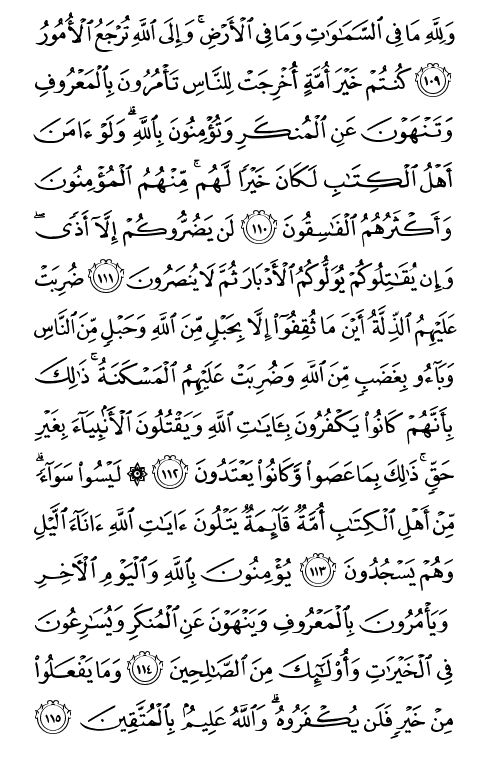 وَلِلَّهِ مَا فِى ٱلسَّمَٰوَٰتِ وَمَا فِى ٱلْأَرْضِ ۚ وَإِلَى ٱللَّهِ تُرْجَعُ ٱلْأُمُورُ
١٠٩ كُنتُمْ خَيْرَ أُمَّةٍ أُخْرِجَتْ لِلنَّاسِ تَأْمُرُونَ بِٱلْمَعْرُوفِ
وَتَنْهَوْنَ عَنِ ٱلْمُنكَرِ وَتُؤْمِنُونَ بِٱللَّهِ ۗ وَلَوْ ءَامَنَ
أَهْلُ ٱلْكِتَٰبِ لَكَانَ خَيْرًا لَّهُم ۚ مِّنْهُمُ ٱلْمُؤْمِنُونَ
وَأَكْثَرُهُمُ ٱلْفَٰسِقُونَ ١١٠ لَن يَضُرُّوكُمْ إِلَّآ أَذًى ۖ
وَإِن يُقَٰتِلُوكُمْ يُوَلُّوكُمُ ٱلْأَدْبَارَ ثُمَّ لَا يُنصَرُونَ ١١١ ضُرِبَتْ
عَلَيْهِمُ ٱلذِّلَّةُ أَيْنَ مَا ثُقِفُوٓا۟ إِلَّا بِحَبْلٍ مِّنَ ٱللَّهِ وَحَبْلٍ مِّنَ ٱلنَّاسِ
وَبَآءُو بِغَضَبٍ مِّنَ ٱللَّهِ وَضُرِبَتْ عَلَيْهِمُ ٱلْمَسْكَنَةُ ۚ ذَٰلِكَ
بِأَنَّهُمْ كَانُوا۟ يَكْفُرُونَ بِـَٔايَٰتِ ٱللَّهِ وَيَقْتُلُونَ ٱلْأَنۢبِيَآءَ بِغَيْرِ
حَقٍّ ۚ ذَٰلِكَ بِمَا عَصَوا۟ وَّكَانُوا۟ يَعْتَدُونَ ١١٢ ۞ لَيْسُوا۟ سَوَآءً ۗ
مِّنْ أَهْلِ ٱلْكِتَٰبِ أُمَّةٌ قَآئِمَةٌ يَتْلُونَ ءَايَٰتِ ٱللَّهِ ءَانَآءَ ٱلَّيْلِ
وَهُمْ يَسْجُدُونَ ١١٣ يُؤْمِنُونَ بِٱللَّهِ وَٱلْيَوْمِ ٱلْءَاخِرِ
وَيَأْمُرُونَ بِٱلْمَعْرُوفِ وَيَنْهَوْنَ عَنِ ٱلْمُنكَرِ وَيُسَٰرِعُونَ
فِى ٱلْخَيْرَٰتِ وَأُو۟لَٰٓئِكَ مِنَ ٱلصَّٰلِحِينَ ١١٤ وَمَا يَفْعَلُوا۟
مِنْ خَيْرٍ فَلَن يُكْفَرُوهُ ۗ وَٱللَّهُ عَلِيمٌۢ بِٱلْمُتَّقِينَ ١١٥